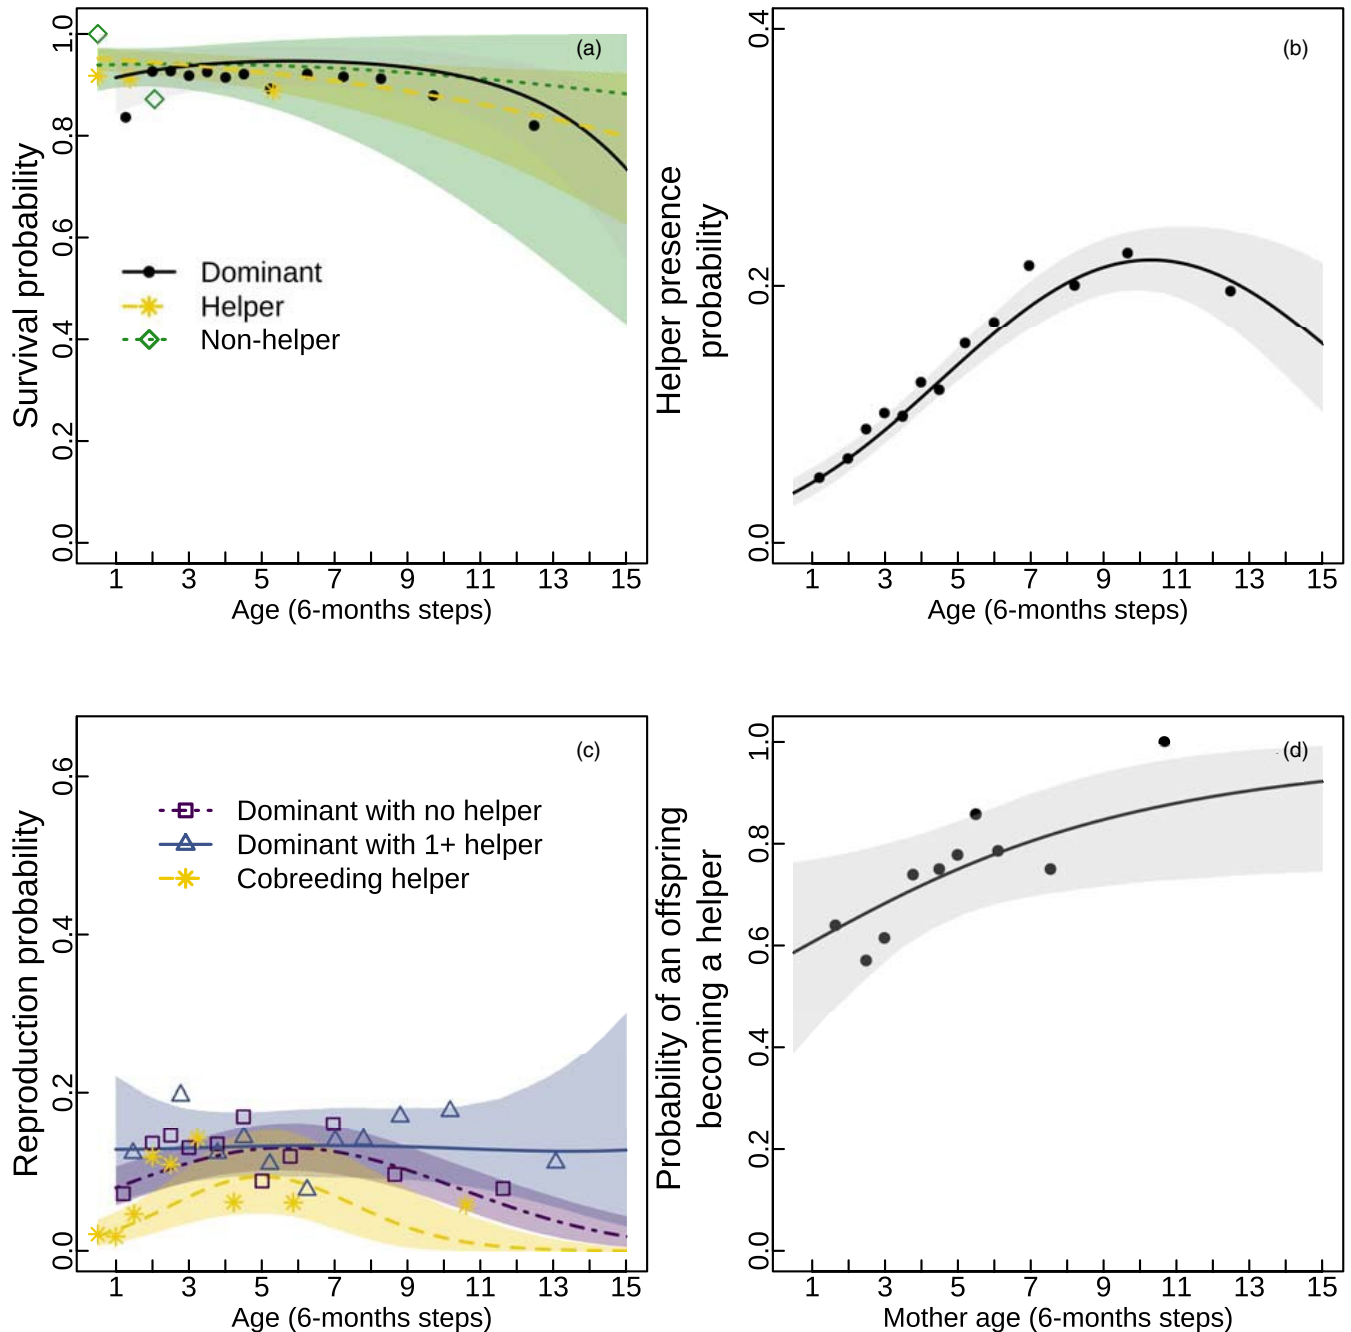 (a)
Survival probability
1.0
0.8
0.6
0.4
0.2
0.0
Dominant
Helper
Non-helper
1 3 5 7 9 11 13 15
Age (6-months steps)
(b)
Helper presence
probability
0.4
0.2
0.0
1 3 5 7 9 11 13 15
Age (6-months steps)
(c)
Reproduction probability
0.6
0.4
0.2
0.0
Dominant with no helper
Dominant with 1+ helper
Cobreeding helper
1 3 5 7 9 11 13 15
Age (6-months steps)
(d)
Probability of an offspring
becoming a helper
1.0
0.8
0.6
0.4
0.2
0.0
1 3 5 7 9 11 13 15
Mother age (6-months steps)